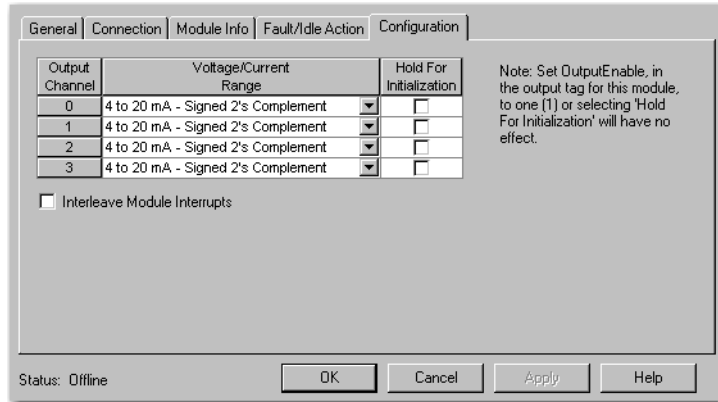 General Connection Module Info Fault/Idle Action Configuration
Output Channel Voltage/Current Range Hold For Initialization
0 4 to 20 mA - Signed 2's Complement
1 4 to 20 mA - Signed 2's Complement
2 4 to 20 mA - Signed 2's Complement
3 4 to 20 mA - Signed 2's Complement
Note: Set OutputEnable, in
the output tag for this module,
to one (1) or selecting 'Hold
For Initialization' will have no
effect.
Interleave Module Interrupts
Status: Offline OK Cancel Apply Help